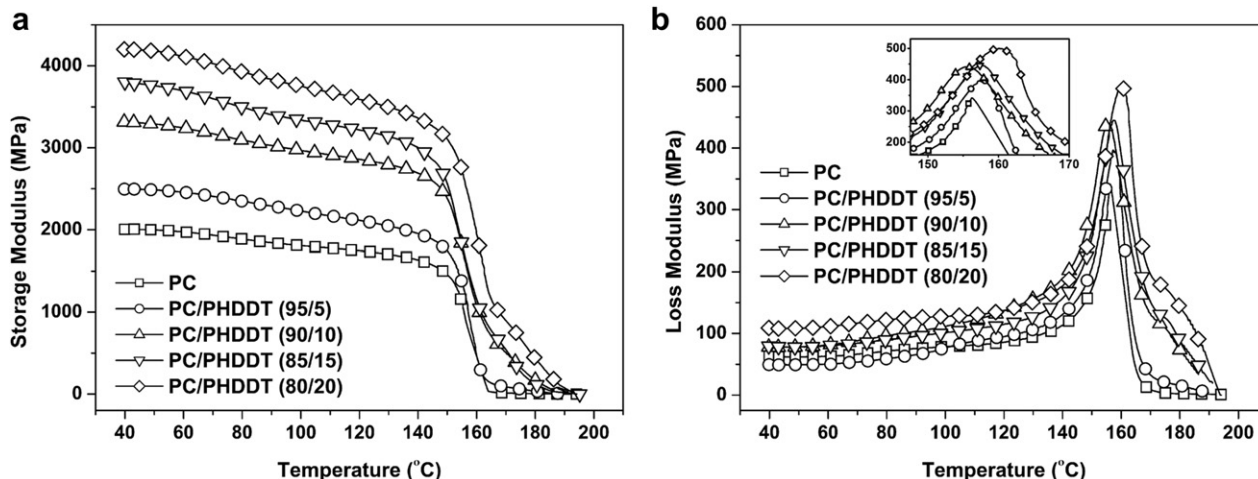 a
4000
3000
2000
1000
0
Storage Modulus (MPa)
PC
PC/PHDDT (95/5)
PC/PHDDT (90/10)
PC/PHDDT (85/15)
PC/PHDDT (80/20)
40 60 80 100 120 140 160 180 200
Temperature (°C)
b
600
500
400
300
200
100
0
Loss Modulus (MPa)
500
400
300
200
150 160 170
PC
PC/PHDDT (95/5)
PC/PHDDT (90/10)
PC/PHDDT (85/15)
PC/PHDDT (80/20)
40 60 80 100 120 140 160 180 200
Temperature (°C)